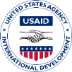 UNITED STATES AGENCY
USAID
INTERNATIONAL DEVELOPMENT